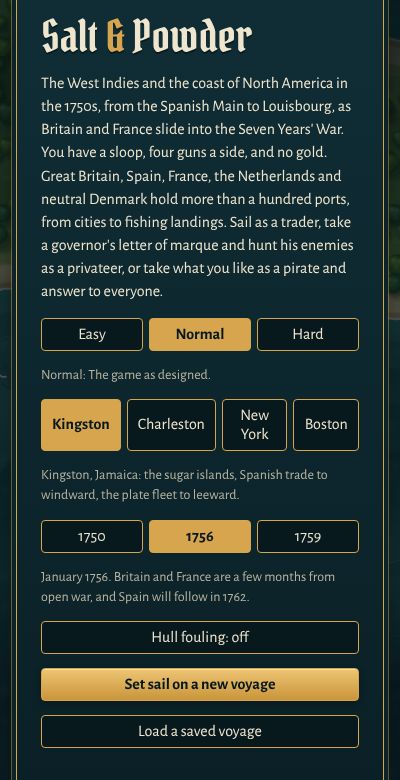 Salt & Powder
The West Indies and the coast of North America in
the 1750s, from the Spanish Main to Louisbourg, as
Britain and France slide into the Seven Years' War.
You have a sloop, four guns a side, and no gold.
Great Britain, Spain, France, the Netherlands and
neutral Denmark hold more than a hundred ports,
from cities to fishing landings. Sail as a trader, take
a governor's letter of marque and hunt his enemies
as a privateer, or take what you like as a pirate and
answer to everyone.
Easy Normal Hard
Normal: The game as designed.
Kingston Charleston New York Boston
Kingston, Jamaica: the sugar islands, Spanish trade to
windward, the plate fleet to leeward.
1750 1756 1759
January 1756. Britain and France are a few months from
open war, and Spain will follow in 1762.
Hull fouling: off
Set sail on a new voyage
Load a saved voyage